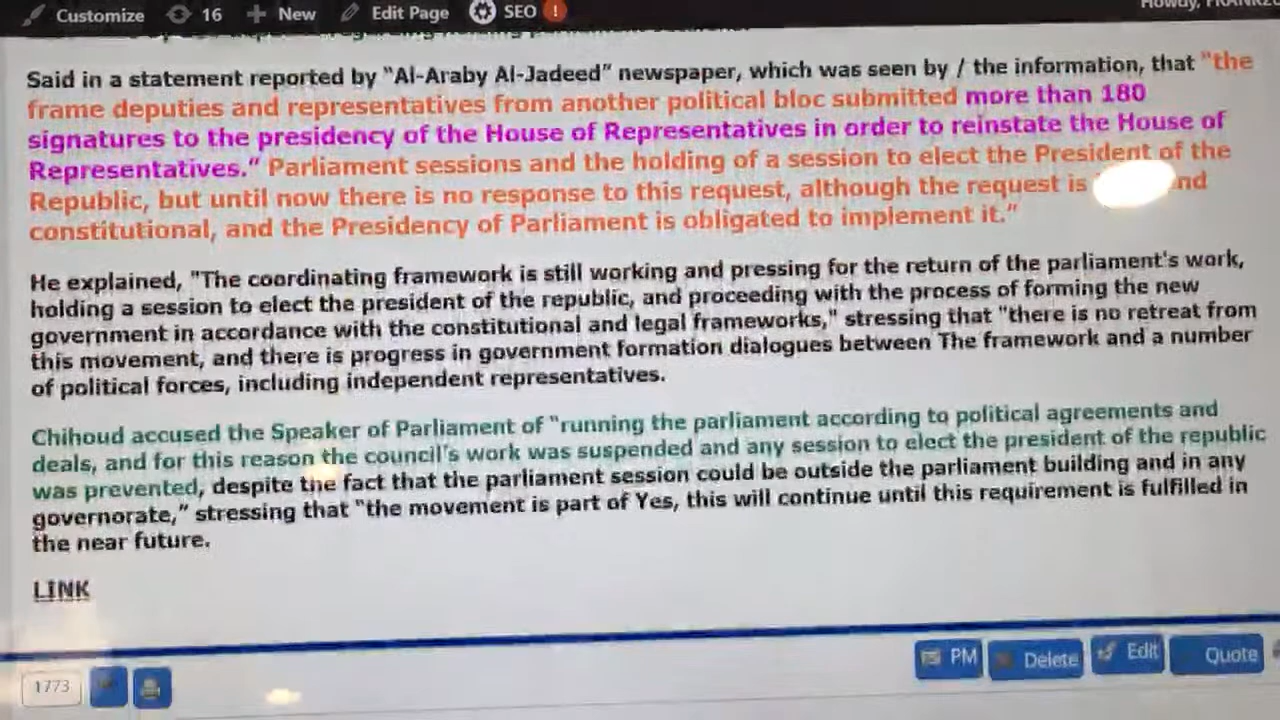 Customize 16 New Edit Page SEO ! Howdy,
Said in a statement reported by "Al-Araby Al-Jadeed" newspaper, which was seen by / the information, that "the
frame deputies and representatives from another political bloc submitted more than 180
signatures to the presidency of the House of Representatives in order to reinstate the House of
Representatives." Parliament sessions and the holding of a session to elect the President of the
Republic, but until now there is no response to this request, although the request is nd
constitutional, and the Presidency of Parliament is obligated to implement it."
He explained, "The coordinating framework is still working and pressing for the return of the parliament's work,
holding a session to elect the president of the republic, and proceeding with the process of forming the new
government in accordance with the constitutional and legal frameworks," stressing that "there is no retreat from
this movement, and there is progress in government formation dialogues between The framework and a number
of political forces, including independent representatives.
Chihoud accused the Speaker of Parliament of "running the parliament according to political agreements and
deals, and for this reason the council's work was suspended and any session to elect the president of the republic
was prevented, despite the fact that the parliament session could be outside the parliament building and in any
governorate," stressing that "the movement is part of Yes, this will continue until this requirement is fulfilled in
the near future.
LINK
PM Delete Edit Quote
1773